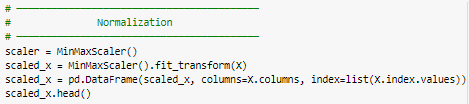 # ────────────────────────────────
#             Normalization
# ────────────────────────────────
scaler = MinMaxScaler()
scaled_x = MinMaxScaler().fit_transform(X)
scaled_x = pd.DataFrame(scaled_x, columns=X.columns, index=list(X.index.values))
scaled_x.head()